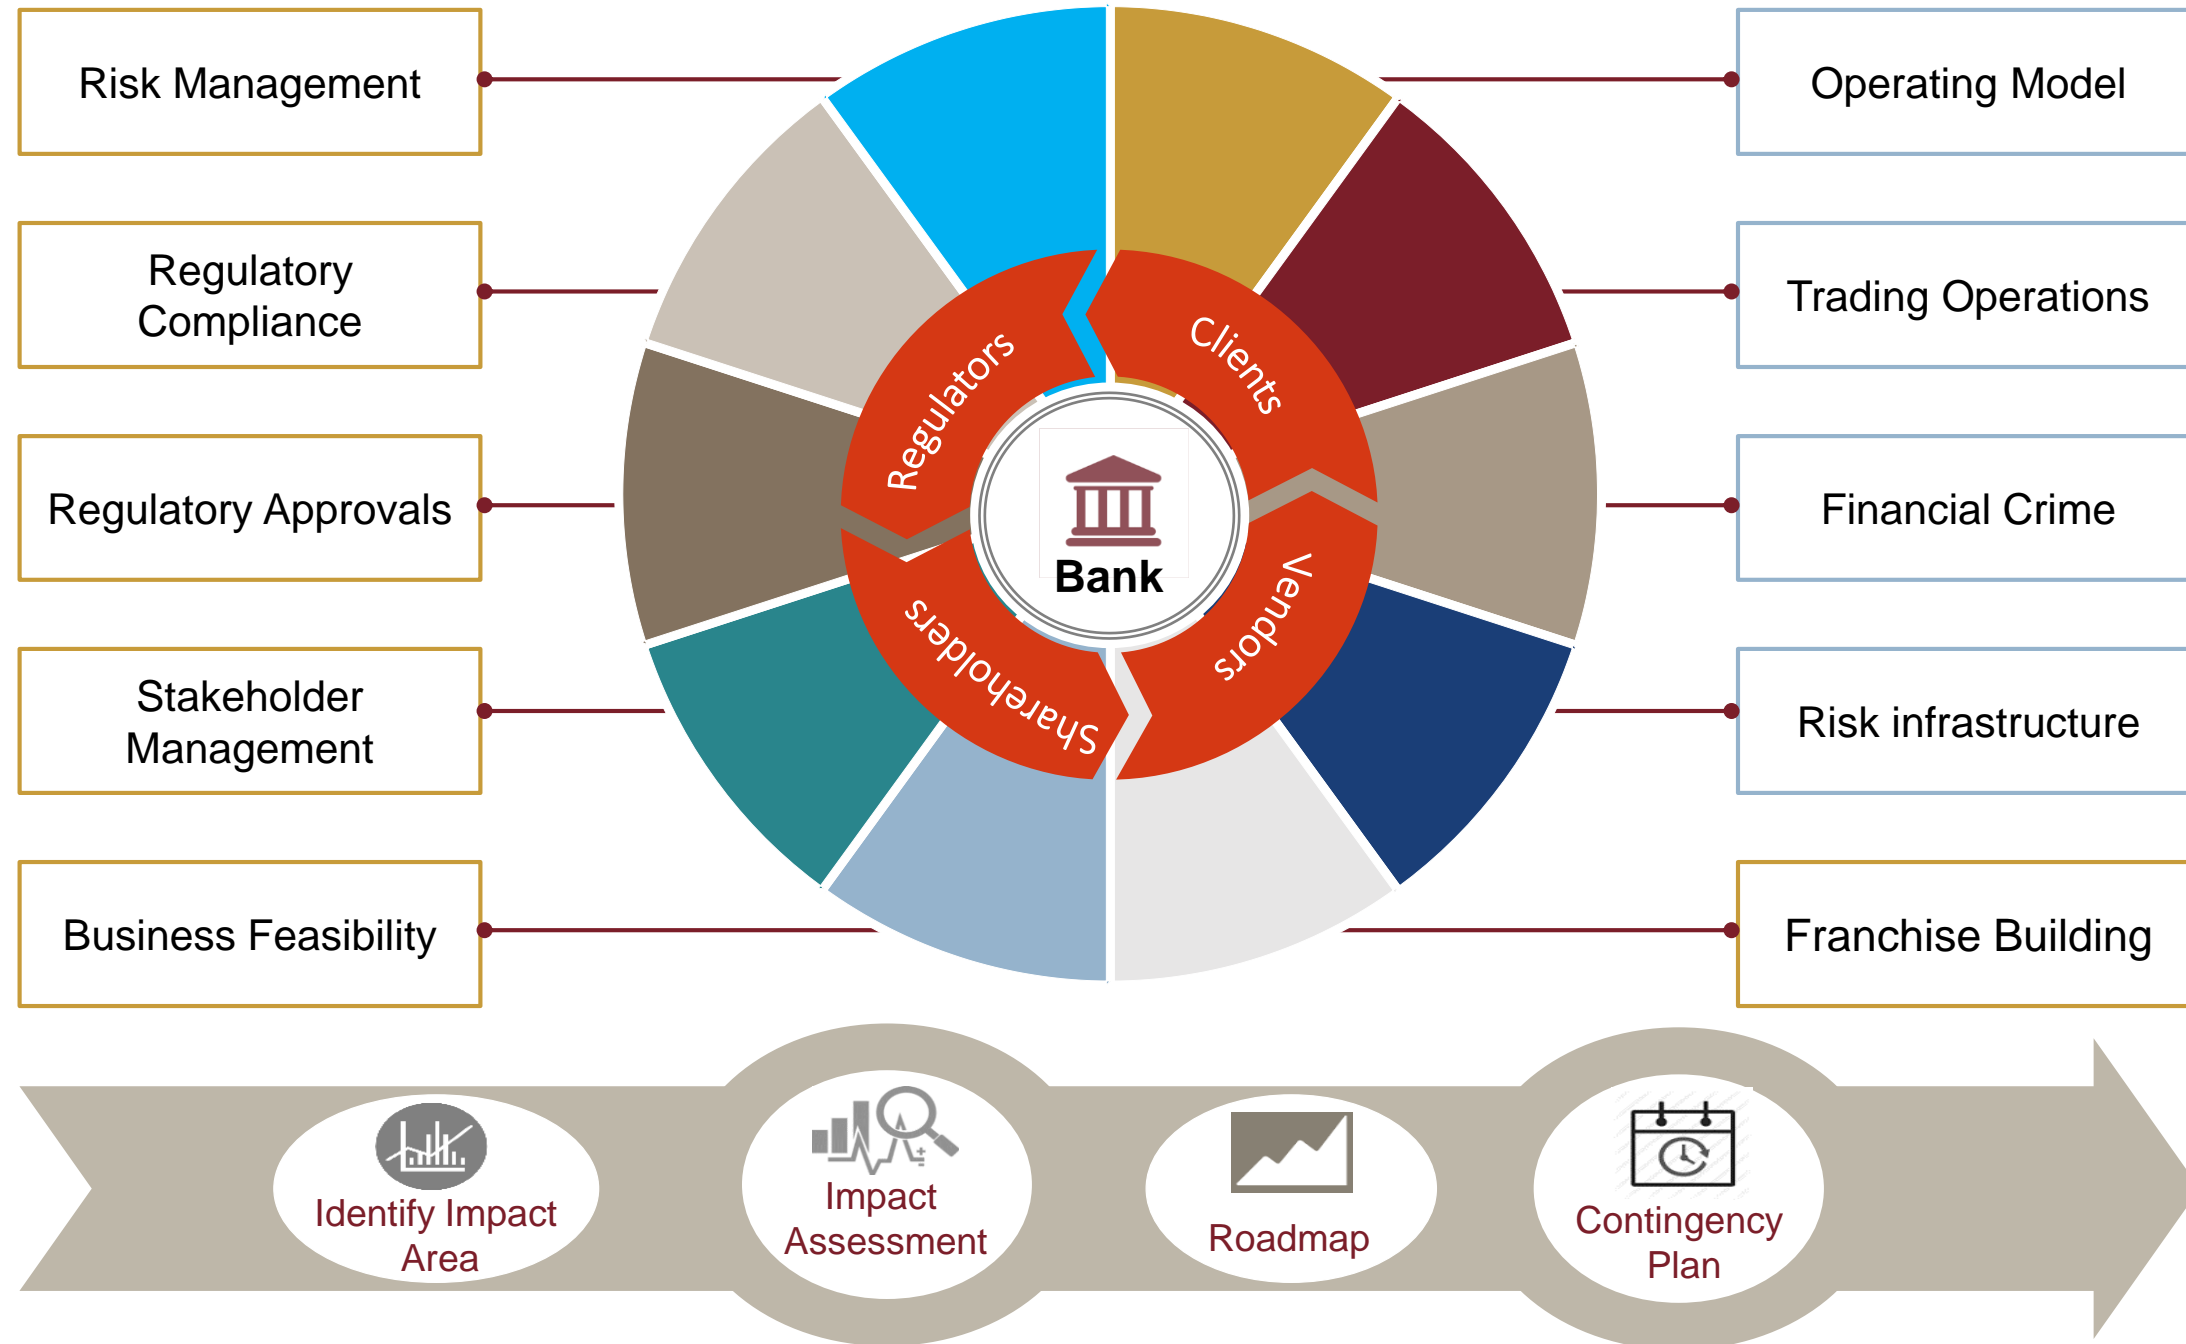 Risk Management
Regulatory
Compliance
Regulatory Approvals
Stakeholder
Management
Business Feasibility
Regulators
Clients
Vendors
Shareholders
Bank
Operating Model
Trading Operations
Financial Crime
Risk infrastructure
Franchise Building
Identify Impact
Area
Impact
Assessment
Roadmap
Contingency
Plan